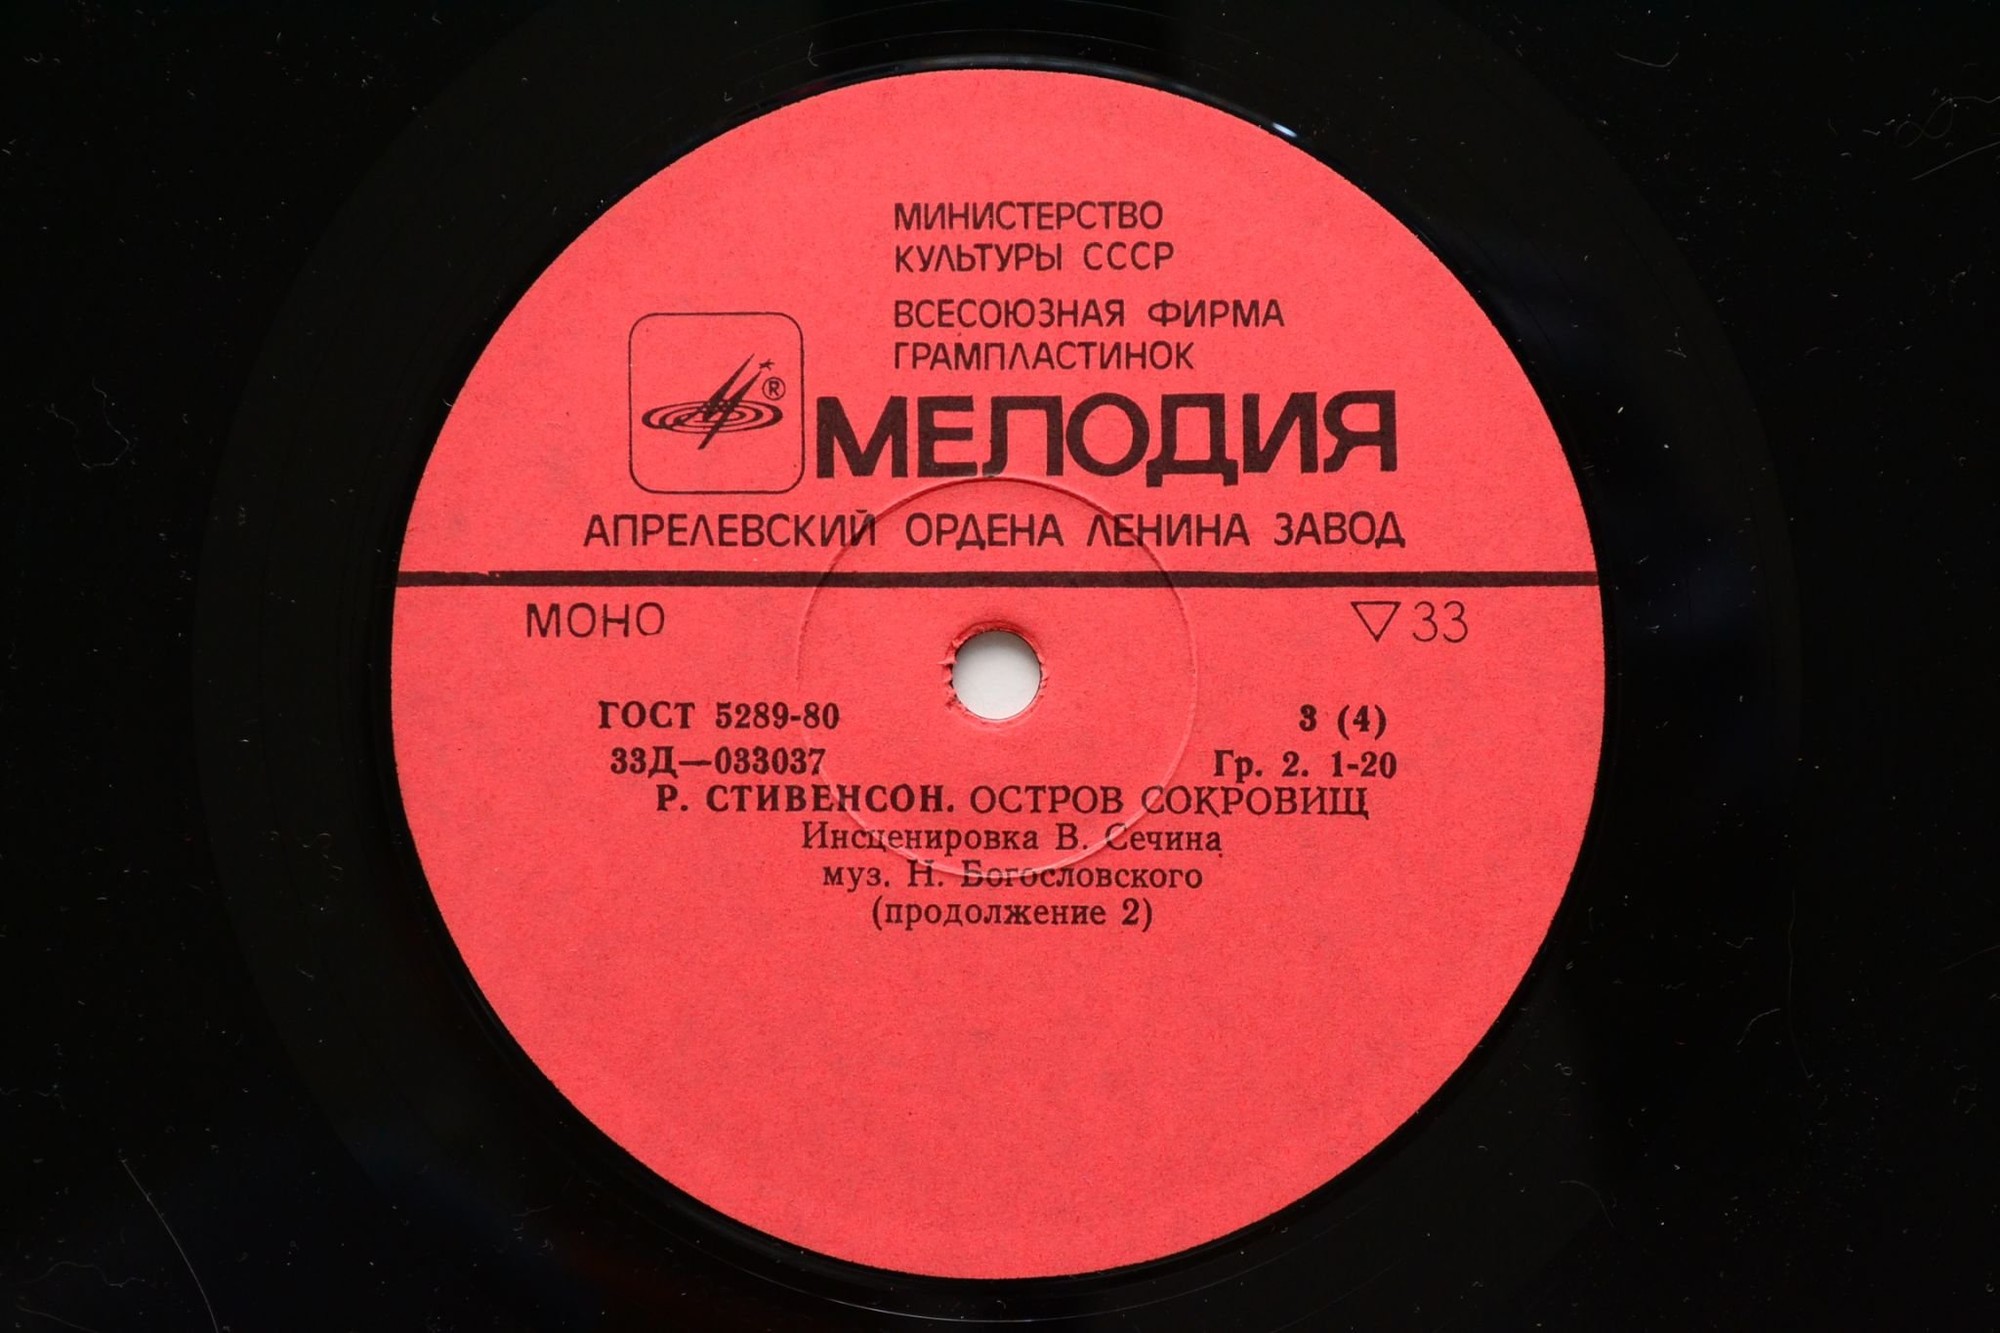 МИНИСТЕРСТВО
КУЛЬТУРЫ СССР
ВСЕСОЮЗНАЯ ФИРМА
ГРАМПЛАСТИНОК
®
МЕЛОДИЯ
АПРЕЛЕВСКИЙ ОРДЕНА ЛЕНИНА ЗАВОД
МОНО ▽33
ГОСТ 5289-80 3 (4)
33Д—033037 Гр. 2. 1-20
Р. СТИВЕНСОН. ОСТРОВ СОКРОВИЩ
Инсценировка В. Сечина
муз. Н. Богословского
(продолжение 2)